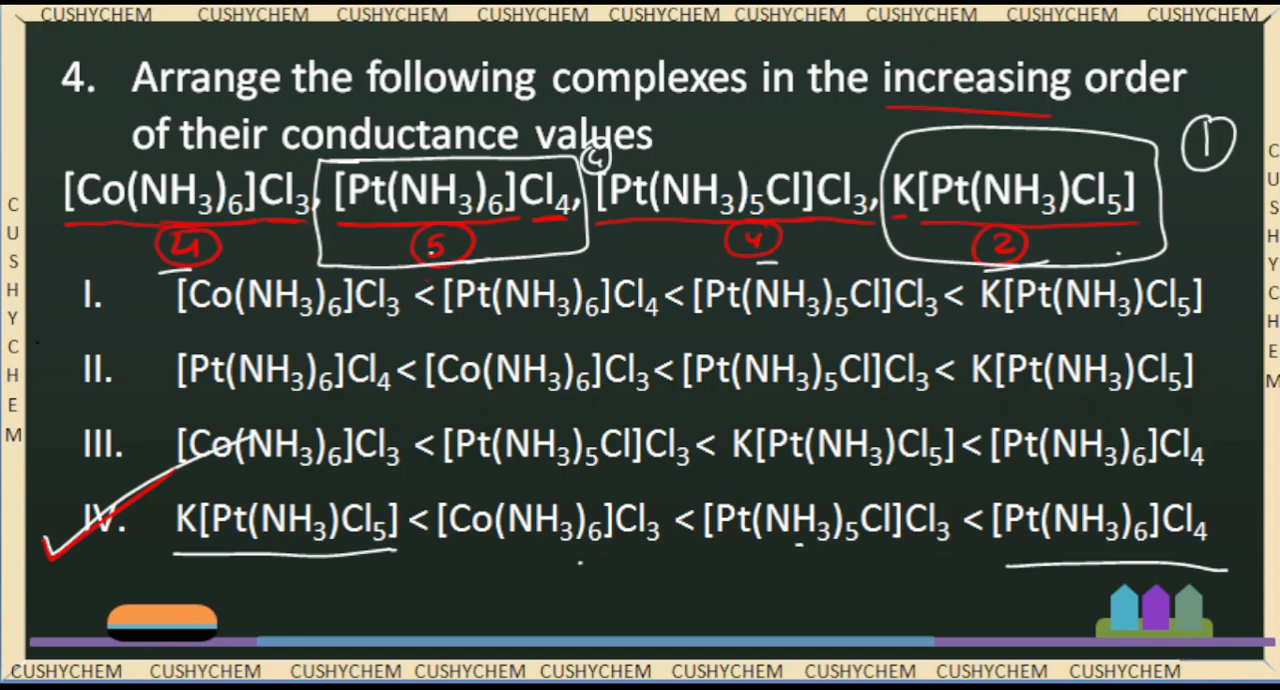 CUSHYCHEM CUSHYCHEM CUSHYCHEM CUSHYCHEM CUSHYCHEM CUSHYCHEM CUSHYCHEM CUSHYCHEM CUSHYCHEM
4. Arrange the following complexes in the increasing order
of their conductance values
①
④
[Co(NH₃)₆]Cl₃, [Pt(NH₃)₆]Cl₄, [Pt(NH₃)₅Cl]Cl₃, K[Pt(NH₃)Cl₅]
4 5 4 2
I. [Co(NH₃)₆]Cl₃ < [Pt(NH₃)₆]Cl₄ < [Pt(NH₃)₅Cl]Cl₃ < K[Pt(NH₃)Cl₅]
II. [Pt(NH₃)₆]Cl₄ < [Co(NH₃)₆]Cl₃ < [Pt(NH₃)₅Cl]Cl₃ < K[Pt(NH₃)Cl₅]
III. [Co(NH₃)₆]Cl₃ < [Pt(NH₃)₅Cl]Cl₃ < K[Pt(NH₃)Cl₅] < [Pt(NH₃)₆]Cl₄
IV. K[Pt(NH₃)Cl₅] < [Co(NH₃)₆]Cl₃ < [Pt(NH₃)₅Cl]Cl₃ < [Pt(NH₃)₆]Cl₄
CUSHYCHEM
CUSHYCHEM
CUSHYCHEM CUSHYCHEM CUSHYCHEM CUSHYCHEM CUSHYCHEM CUSHYCHEM CUSHYCHEM CUSHYCHEM CUSHYCHEM